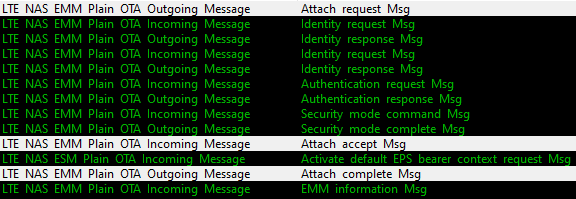 LTE NAS EMM Plain OTA Outgoing Message Attach request Msg
LTE NAS EMM Plain OTA Incoming Message Identity request Msg
LTE NAS EMM Plain OTA Outgoing Message Identity response Msg
LTE NAS EMM Plain OTA Incoming Message Identity request Msg
LTE NAS EMM Plain OTA Outgoing Message Identity response Msg
LTE NAS EMM Plain OTA Incoming Message Authentication request Msg
LTE NAS EMM Plain OTA Outgoing Message Authentication response Msg
LTE NAS EMM Plain OTA Incoming Message Security mode command Msg
LTE NAS EMM Plain OTA Outgoing Message Security mode complete Msg
LTE NAS EMM Plain OTA Incoming Message Attach accept Msg
LTE NAS ESM Plain OTA Incoming Message Activate default EPS bearer context request Msg
LTE NAS EMM Plain OTA Outgoing Message Attach complete Msg
LTE NAS EMM Plain OTA Incoming Message EMM information Msg